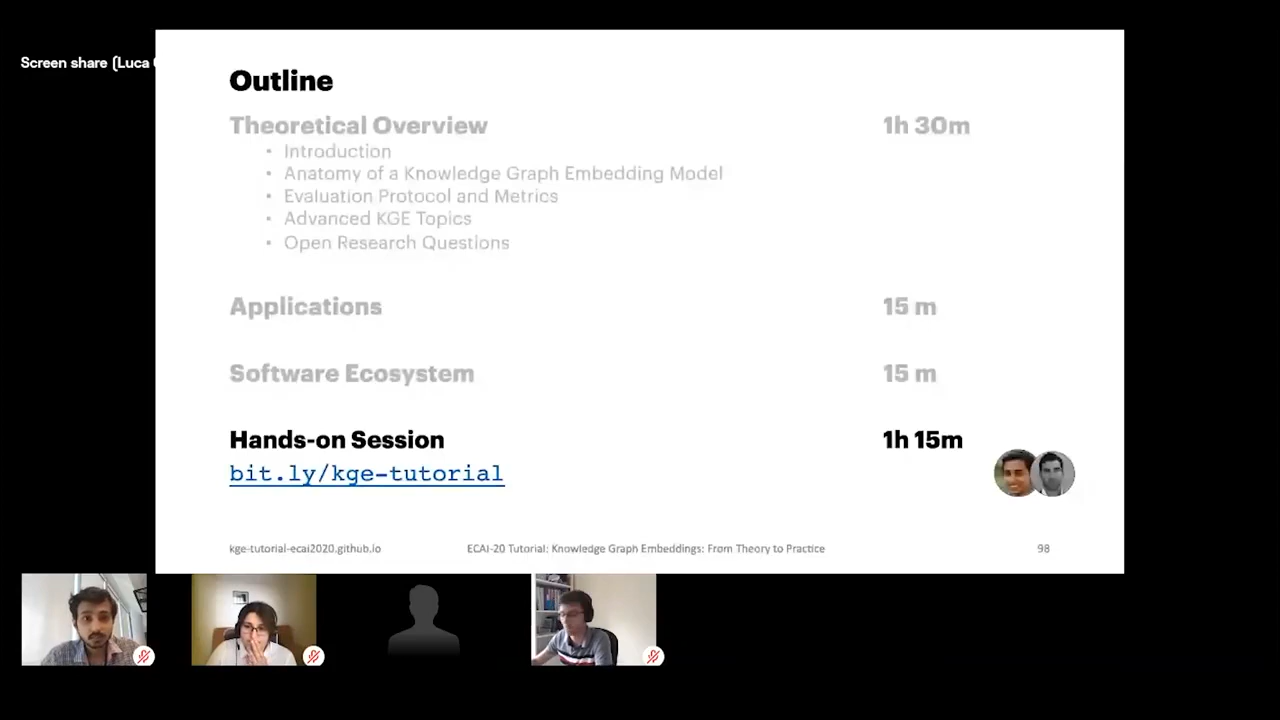 Screen share (Luca
Outline
Theoretical Overview 1h 30m
▪ Introduction
▪ Anatomy of a Knowledge Graph Embedding Model
▪ Evaluation Protocol and Metrics
▪ Advanced KGE Topics
▪ Open Research Questions
Applications 15 m
Software Ecosystem 15 m
Hands-on Session 1h 15m
bit.ly/kge-tutorial
kge-tutorial-ecai2020.github.io ECAI-20 Tutorial: Knowledge Graph Embeddings: From Theory to Practice 98